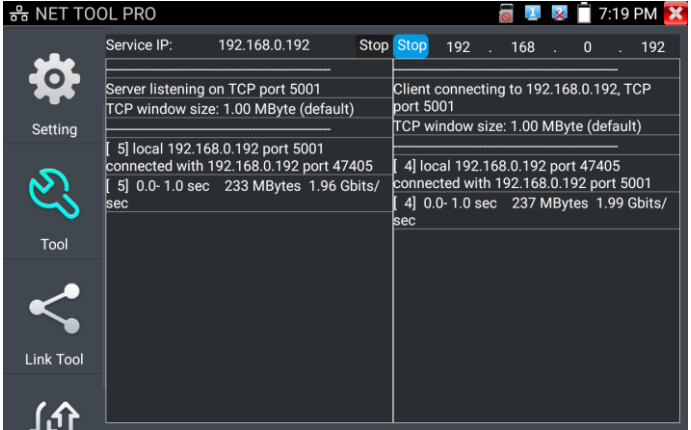 NET TOOL PRO
7:19 PM
Setting
Tool
Link Tool
Service IP: 192.168.0.192 Stop
---------------------------------------------------------
Server listening on TCP port 5001
TCP window size: 1.00 MByte (default)
---------------------------------------------------------
[ 5] local 192.168.0.192 port 5001
connected with 192.168.0.192 port 47405
[ 5] 0.0- 1.0 sec 233 MBytes 1.96 Gbits/
sec
Stop 192 . 168 . 0 . 192
---------------------------------------------------------
Client connecting to 192.168.0.192, TCP
port 5001
TCP window size: 1.00 MByte (default)
---------------------------------------------------------
[ 4] local 192.168.0.192 port 47405
connected with 192.168.0.192 port 5001
[ 4] 0.0- 1.0 sec 237 MBytes 1.99 Gbits/
sec